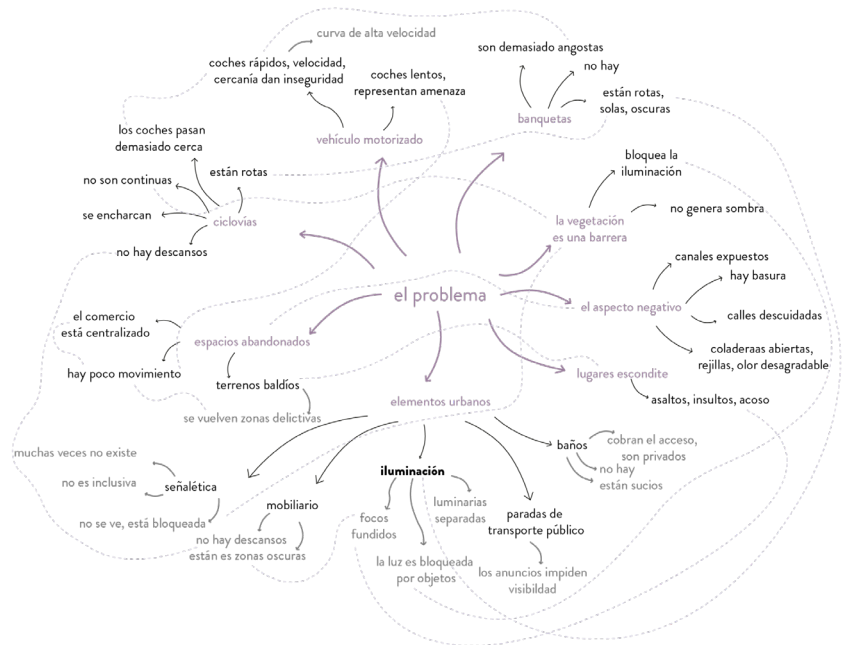 curva de alta velocidad
coches rápidos, velocidad,
cercanía dan inseguridad
coches lentos,
representan amenaza
vehículo motorizado
son demasiado angostas
no hay
están rotas,
solas, oscuras
banquetas
los coches pasan
demasiado cerca
no son continuas
están rotas
se encharcan
ciclovías
no hay descansos
bloquea la
iluminación
la vegetación
es una barrera
no genera sombra
el problema
canales expuestos
hay basura
el aspecto negativo
calles descuidadas
coladeraas abiertas,
rejillas, olor desagradable
el comercio
está centralizado
espacios abandonados
hay poco movimiento
terrenos baldíos
se vuelven zonas delictivas
lugares escondite
asaltos, insultos, acoso
elementos urbanos
muchas veces no existe
no es inclusiva
señalética
no se ve, está bloqueada
mobiliario
no hay descansos
están es zonas oscuras
iluminación
focos
fundidos
luminarias
separadas
la luz es bloqueada
por objetos
paradas de
transporte público
los anuncios impiden
visibildad
baños
cobran el acceso,
son privados
no hay
están sucios